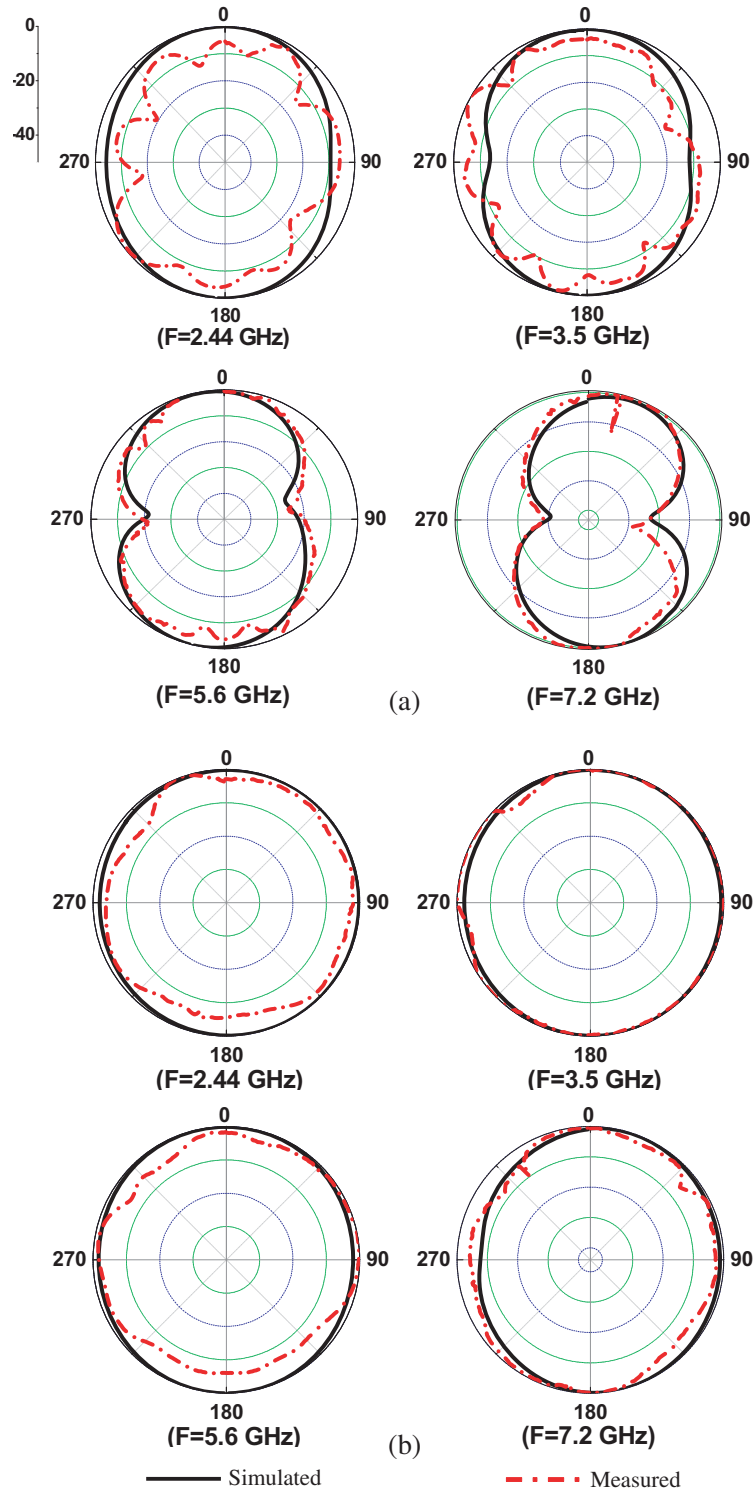 0
-20
-40
0
270
90
180
(F=2.44 GHz)
0
270
90
180
(F=3.5 GHz)
0
270
90
180
(F=5.6 GHz)
0
270
90
180
(F=7.2 GHz)
(a)
0
270
90
180
(F=2.44 GHz)
0
270
90
180
(F=3.5 GHz)
0
270
90
180
(F=5.6 GHz)
0
270
90
180
(F=7.2 GHz)
(b)
Simulated
Measured